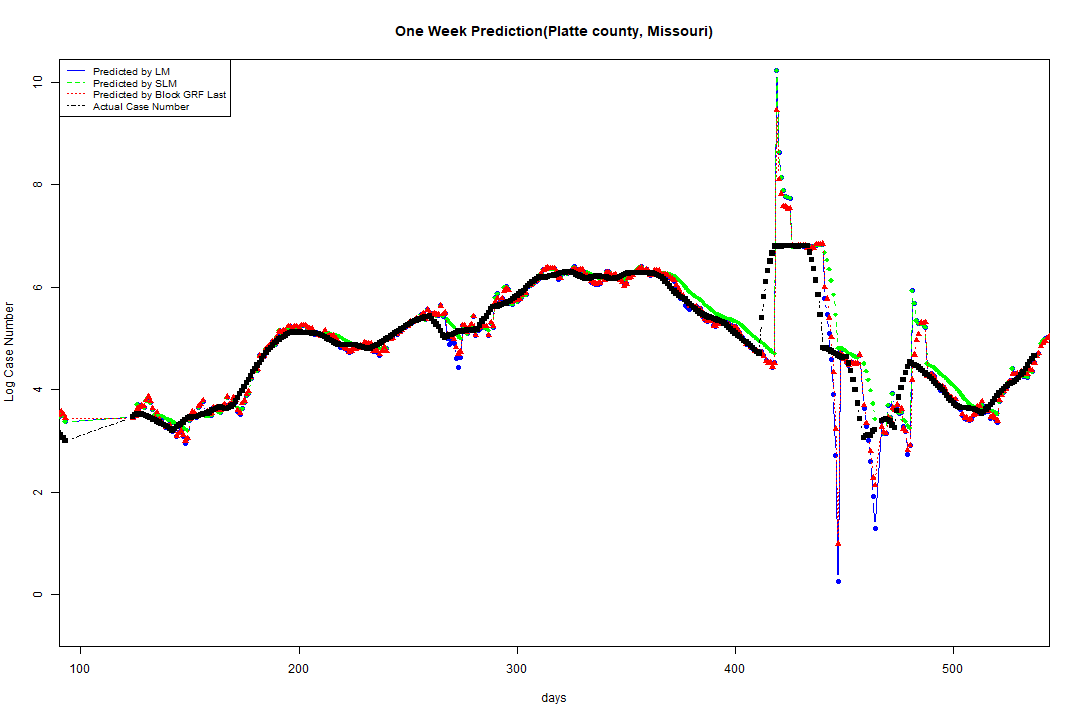 One Week Prediction(Platte county, Missouri)
Predicted by LM
Predicted by SLM
Predicted by Block GRF Last
Actual Case Number
10
8
6
4
2
0
Log Case Number
100 200 300 400 500
days